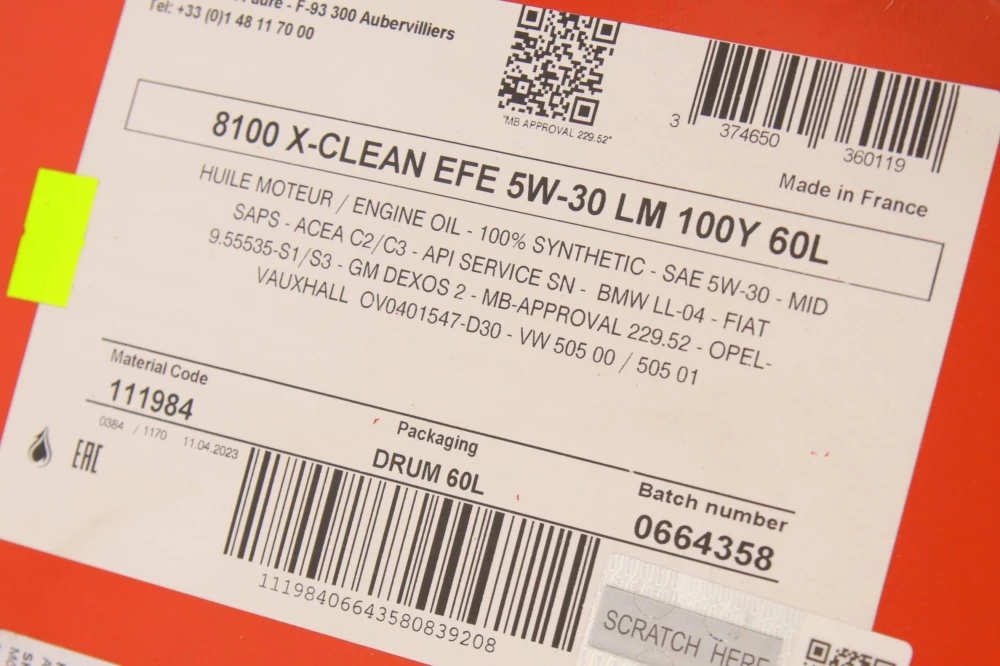 Faure - F-93 300 Aubervilliers
Tel: +33 (0)1 48 11 70 00
"MB APPROVAL 229.52"
3 374650 360119
Made in France
8100 X-CLEAN EFE 5W-30 LM 100Y 60L
HUILE MOTEUR / ENGINE OIL - 100% SYNTHETIC - SAE 5W-30 - MID
SAPS - ACEA C2/C3 - API SERVICE SN - BMW LL-04 - FIAT
9.55535-S1/S3 - GM DEXOS 2 - MB-APPROVAL 229.52 - OPEL-
VAUXHALL OV0401547-D30 - VW 505 00 / 505 01
Material Code
111984
0384 / 1170 11.04.2023
EAC
Packaging
DRUM 60L
Batch number
0664358
11198406643580839208
SCRATCH HERE